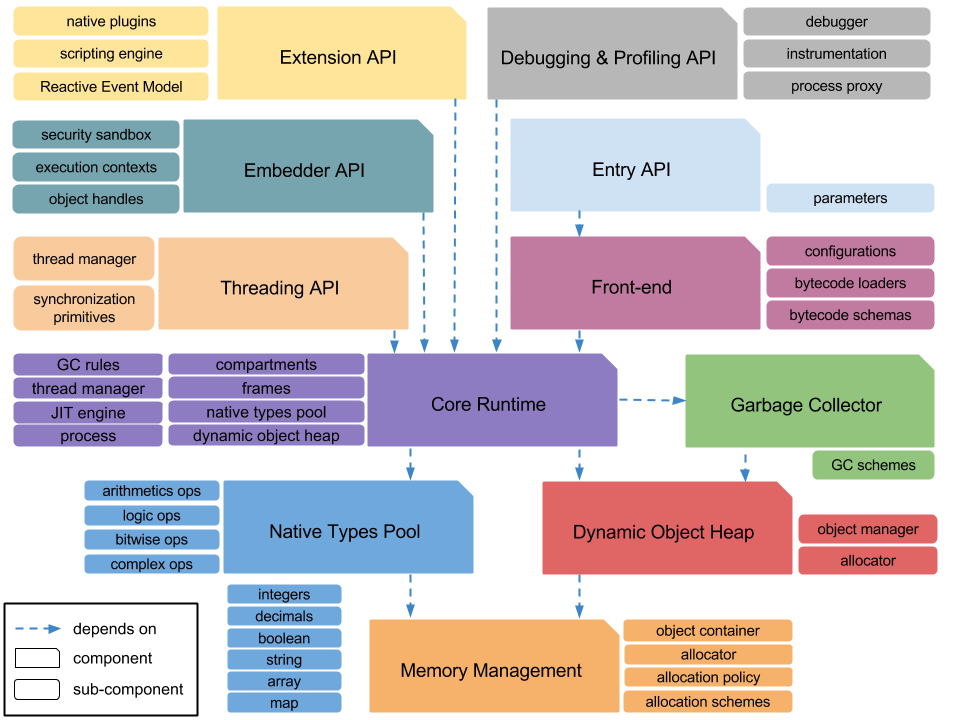 native plugins
scripting engine
Reactive Event Model
Extension API
Debugging & Profiling API
debugger
instrumentation
process proxy
security sandbox
execution contexts
object handles
Embedder API
Entry API
parameters
thread manager
synchronization
primitives
Threading API
Front-end
configurations
bytecode loaders
bytecode schemas
GC rules
thread manager
JIT engine
process
compartments
frames
native types pool
dynamic object heap
Core Runtime
Garbage Collector
GC schemes
arithmetics ops
logic ops
bitwise ops
complex ops
Native Types Pool
Dynamic Object Heap
object manager
allocator
integers
decimals
boolean
string
array
map
Memory Management
object container
allocator
allocation policy
allocation schemes
depends on
component
sub-component